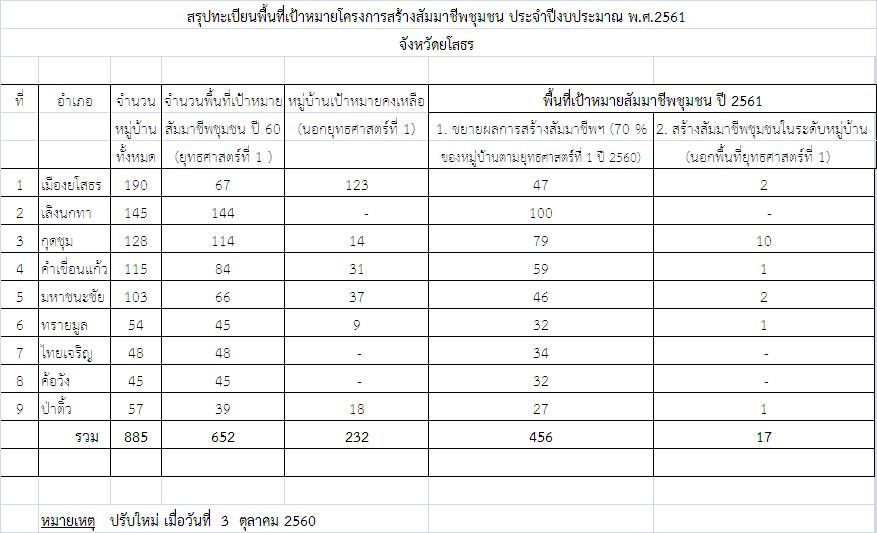 สรุปทะเบียนพื้นที่เป้าหมายโครงการสร้างสัมมาชีพชุมชน ประจำปีงบประมาณ พ.ศ.2561
จังหวัดยโสธร
ที่ อำเภอ จำนวน จำนวนพื้นที่เป้าหมาย หมู่บ้านเป้าหมายคงเหลือ พื้นที่เป้าหมายสัมมาชีพชุมชน ปี 2561
หมู่บ้าน สัมมาชีพชุมชน ปี 60 (นอกยุทธศาสตร์ที่ 1) 1. ขยายผลการสร้างสัมมาชีพฯ (70 % 2. สร้างสัมมาชีพชุมชนในระดับหมู่บ้าน
ทั้งหมด (ยุทธศาสตร์ที่ 1 ) ของหมู่บ้านตามยุทธศาสตร์ที่ 1 ปี 2560) (นอกพื้นที่ยุทธศาสตร์ที่ 1)
1 เมืองยโสธร 190 67 123 47 2
2 เลิงนกทา 145 144 - 100 -
3 กุดชุม 128 114 14 79 10
4 คำเขื่อนแก้ว 115 84 31 59 1
5 มหาชนะชัย 103 66 37 46 2
6 ทรายมูล 54 45 9 32 1
7 ไทยเจริญ 48 48 - 34 -
8 ค้อวัง 45 45 - 32 -
9 ป่าติ้ว 57 39 18 27 1
รวม 885 652 232 456 17
หมายเหตุ ปรับใหม่ เมื่อวันที่ 3 ตุลาคม 2560